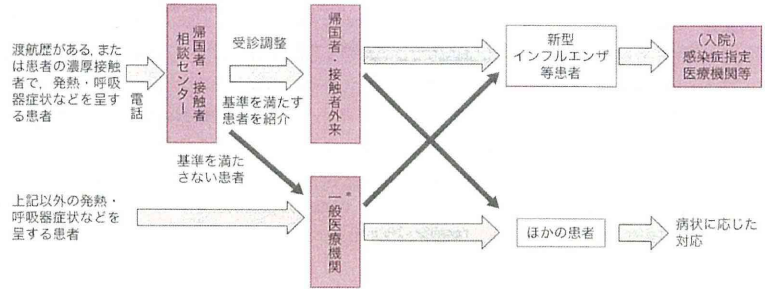 渡航歴がある，また
は患者の濃厚接触
者で，発熱・呼吸
器症状などを呈す
る患者
電話
帰国者・接触者
相談センター
受診調整
基準を満たす
患者を紹介
帰国者・接触者外来
新型
インフルエンザ
等患者
（入院）
感染症指定
医療機関等
基準を満た
さない患者
上記以外の発熱・
呼吸器症状などを
呈する患者
一般医療機関*
ほかの患者
病状に応じた
対応